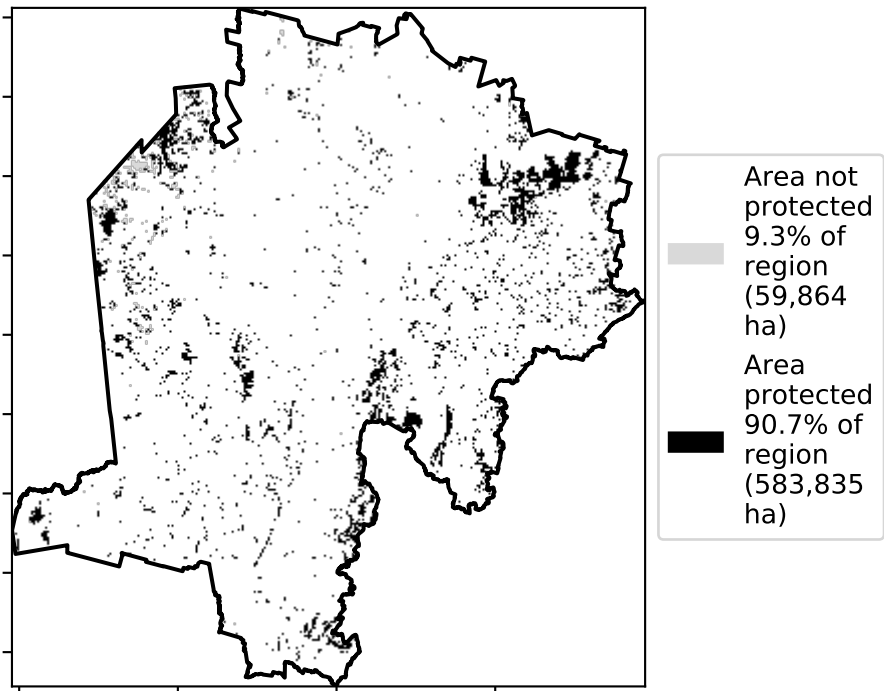 Area not
protected
9.3% of
region
(59,864
ha)
Area
protected
90.7% of
region
(583,835
ha)